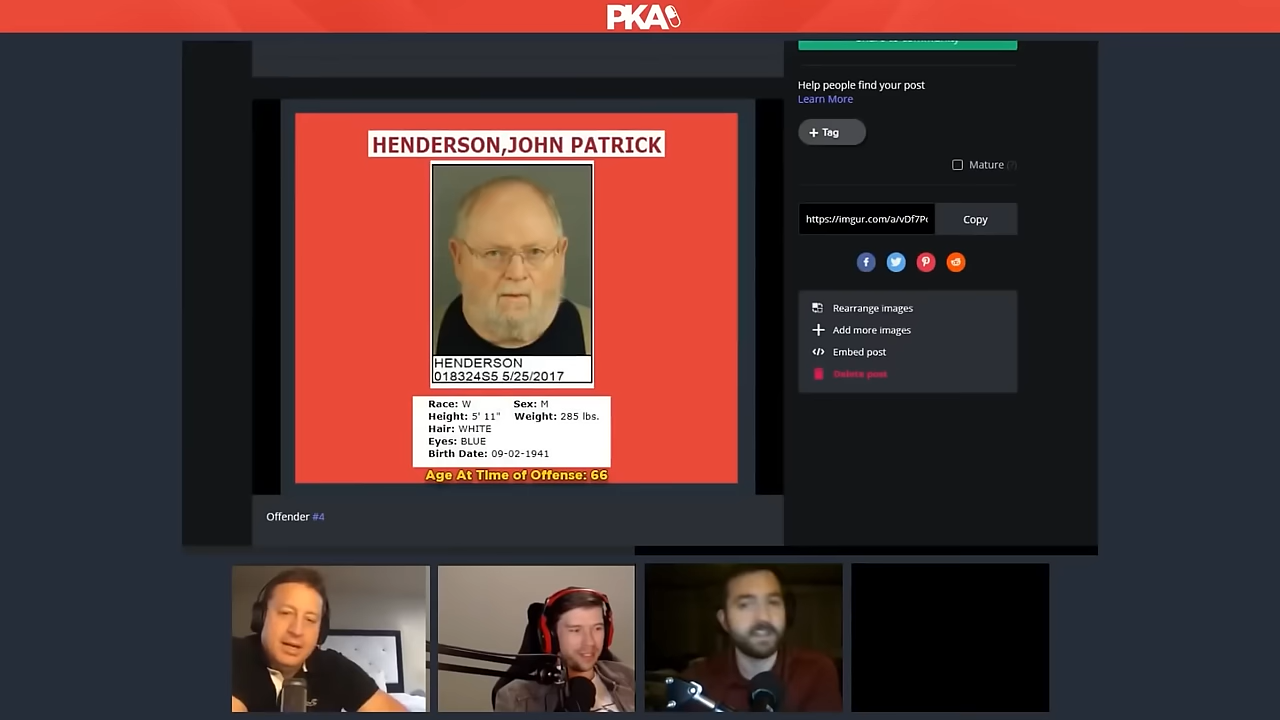 PKA
Help people find your post
Learn More
+ Tag
Mature (?)
HENDERSON,JOHN PATRICK
HENDERSON
018324S5 5/25/2017
Race: W Sex: M
Height: 5' 11" Weight: 285 lbs.
Hair: WHITE
Eyes: BLUE
Birth Date: 09-02-1941
Age At Time of Offense: 66
Offender #4
https://imgur.com/a/vDf7P
Copy
Rearrange images
Add more images
Embed post
Delete post